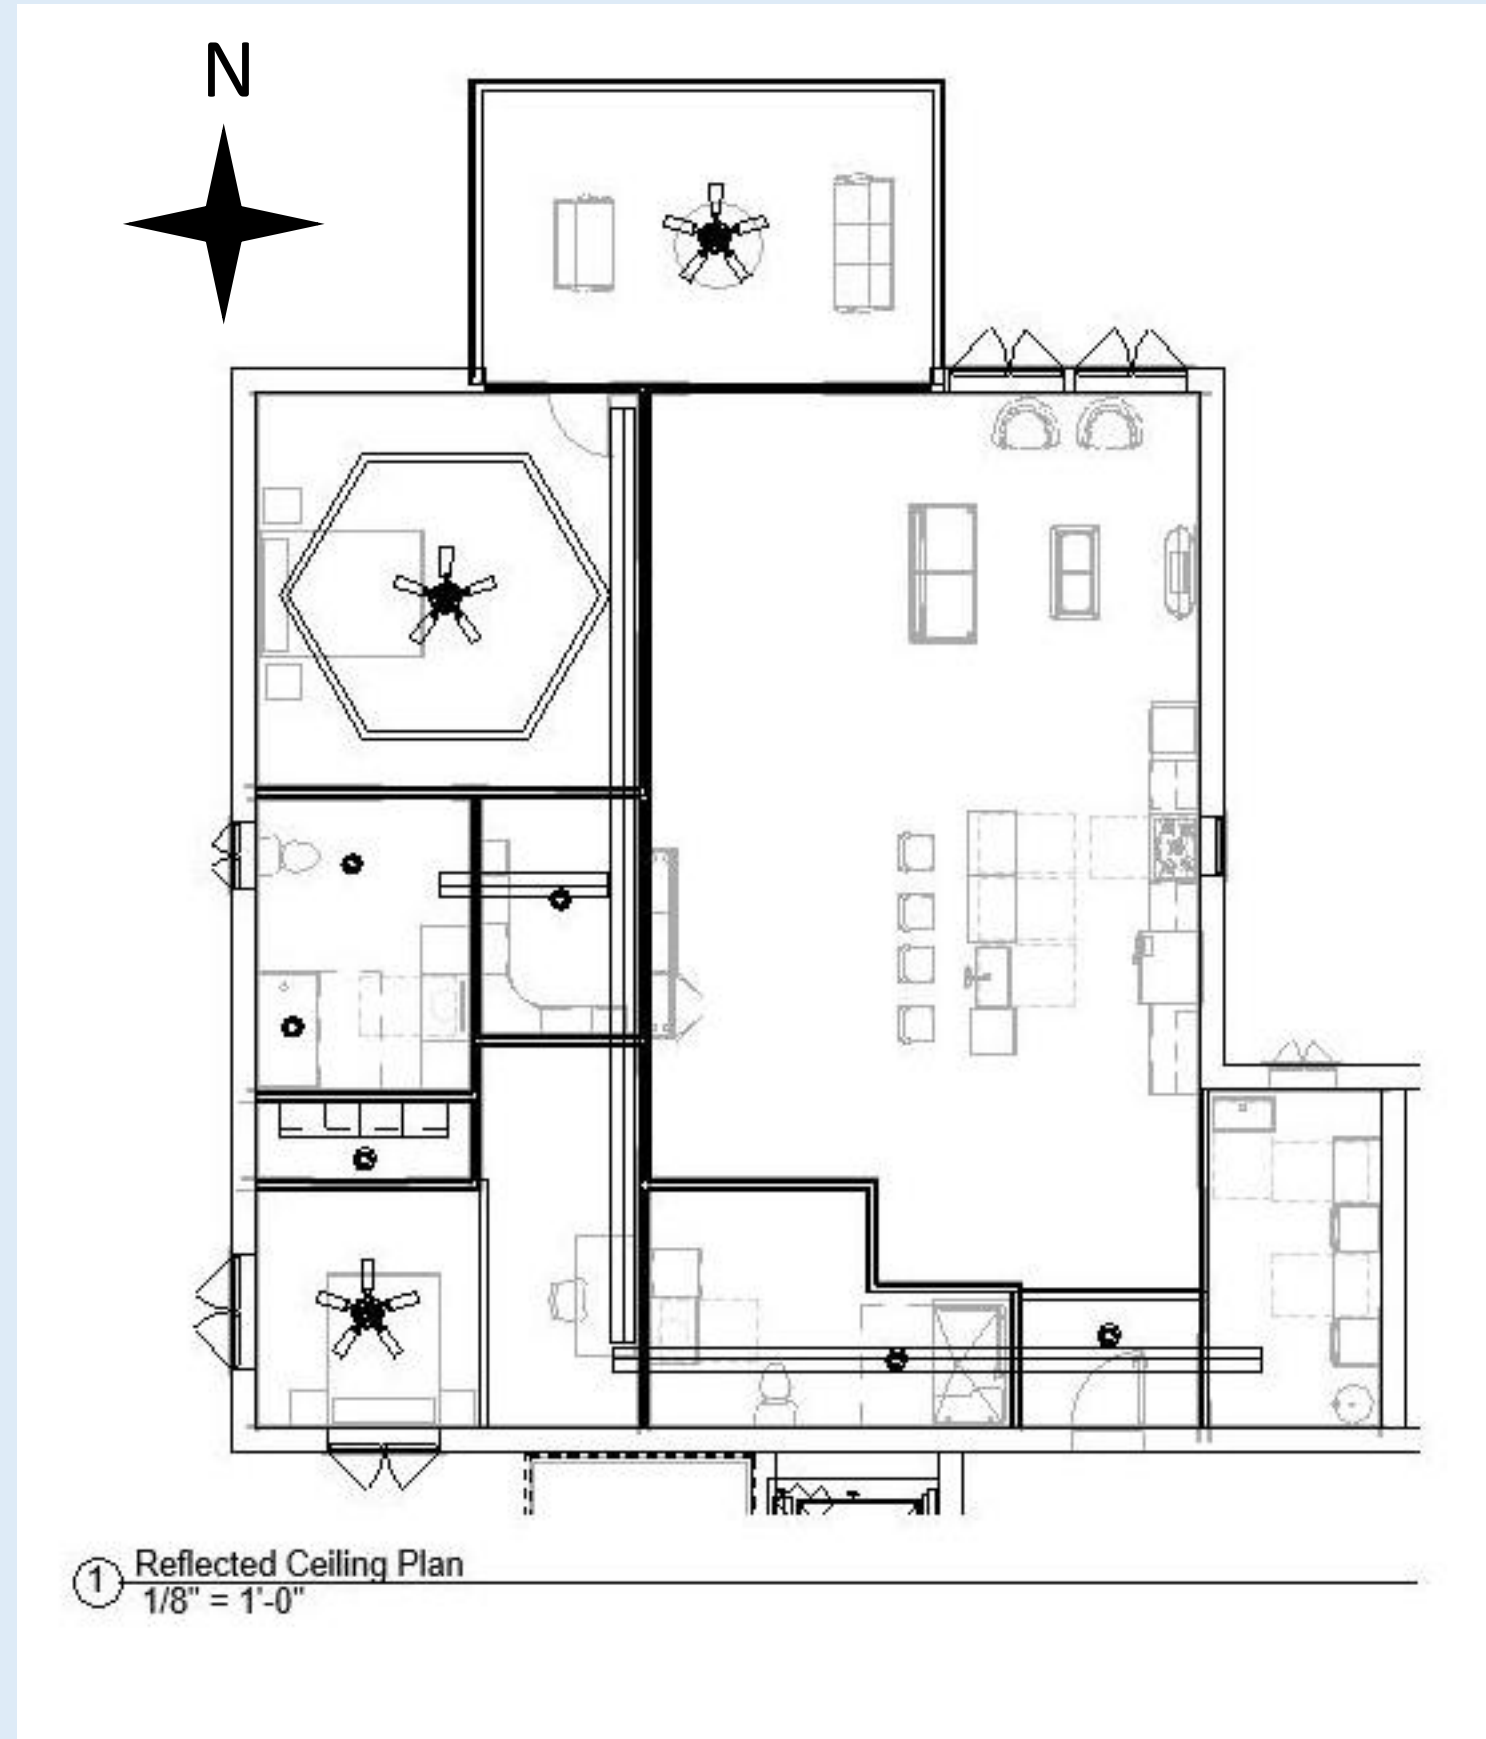 N
1
Reflected Ceiling Plan
1/8" = 1'-0"